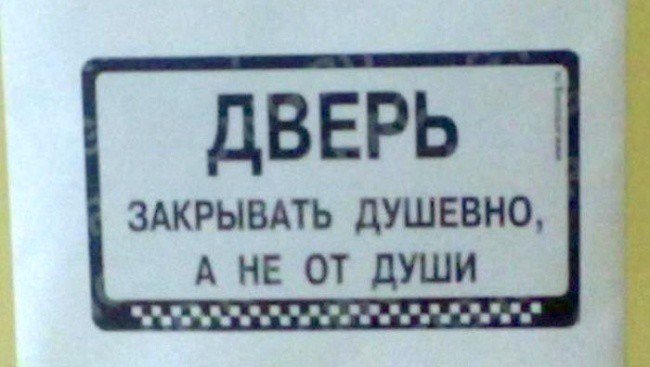 ДВЕРЬ
ЗАКРЫВАТЬ ДУШЕВНО,
А НЕ ОТ ДУШИ